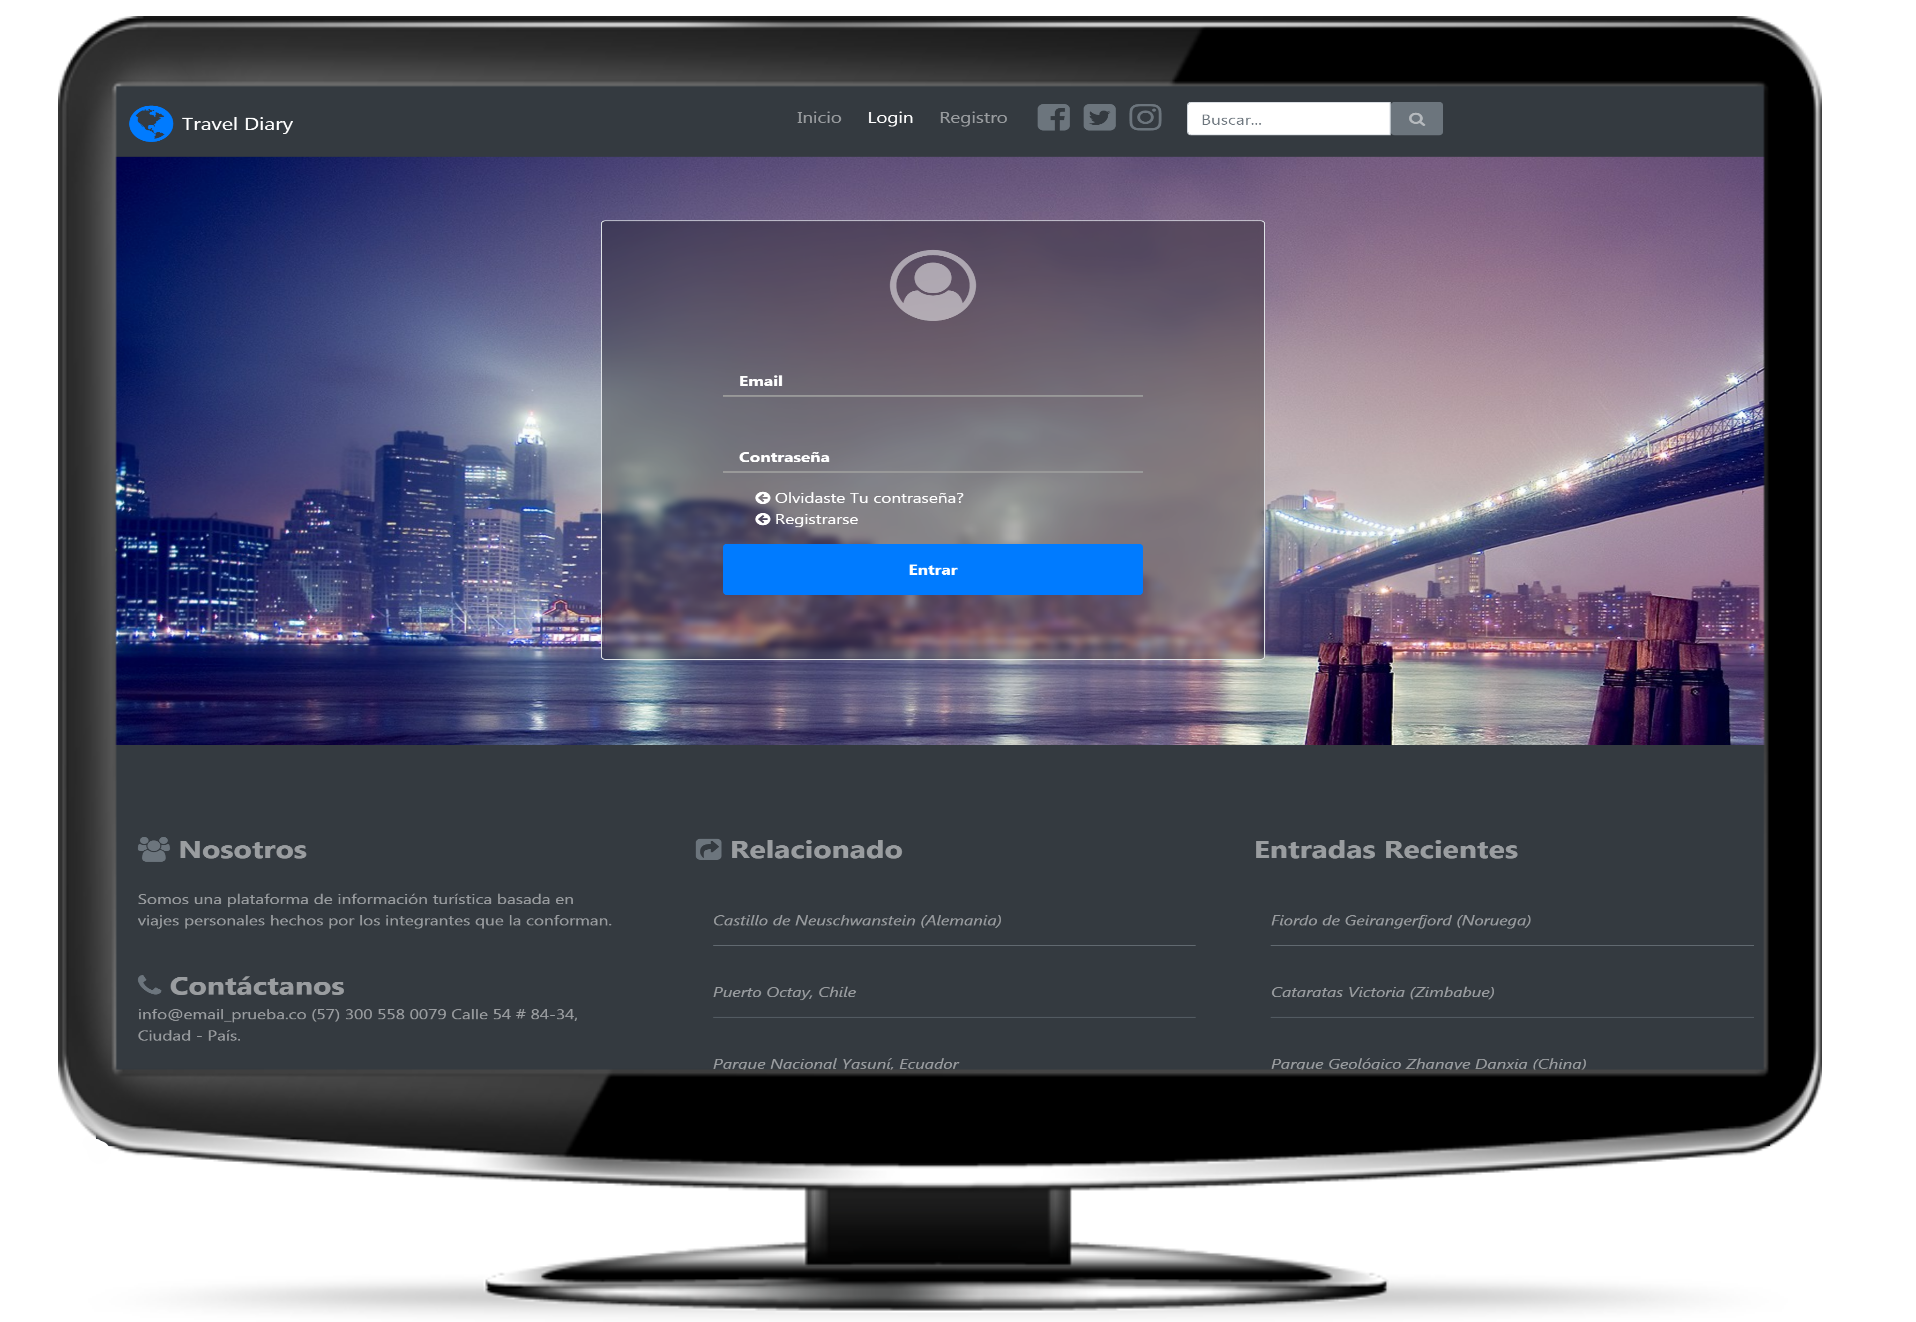 Travel Diary
Inicio
Login
Registro
Buscar...
Email
Contraseña
Olvidaste Tu contraseña?
Registrarse
Entrar
Nosotros
Somos una plataforma de información turística basada en
viajes personales hechos por los integrantes que la conforman.
Contáctanos
info@email_prueba.co (57) 300 558 0079 Calle 54 # 84-34,
Ciudad - País.
Relacionado
Castillo de Neuschwanstein (Alemania)
Puerto Octay, Chile
Parque Nacional Yasuní, Ecuador
Entradas Recientes
Fiordo de Geirangerfjord (Noruega)
Cataratas Victoria (Zimbabue)
Parque Geológico Zhangye Danxia (China)